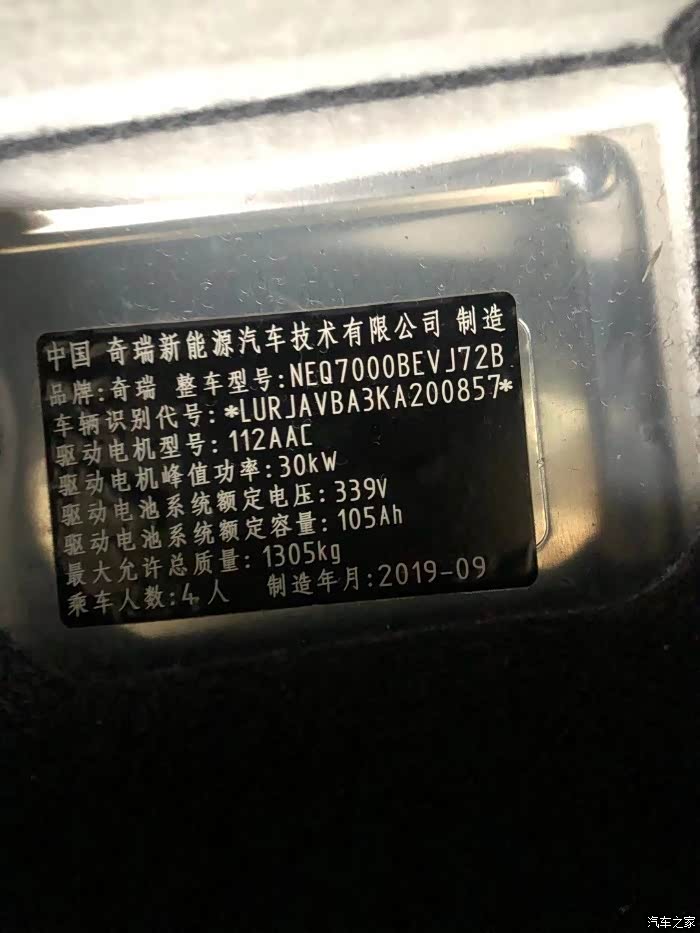 中国 奇瑞新能源汽车技术有限公司 制造
品牌:奇瑞 整车型号:NEQ7000BEVJ72B
车辆识别代号:*LURJAVBA3KA200857*
驱动电机型号:112AAC
驱动电机峰值功率:30kW
驱动电池系统额定电压:339V
驱动电池系统额定容量:105Ah
最大允许总质量:1305kg
乘车人数:4人 制造年月:2019-09
汽车之家